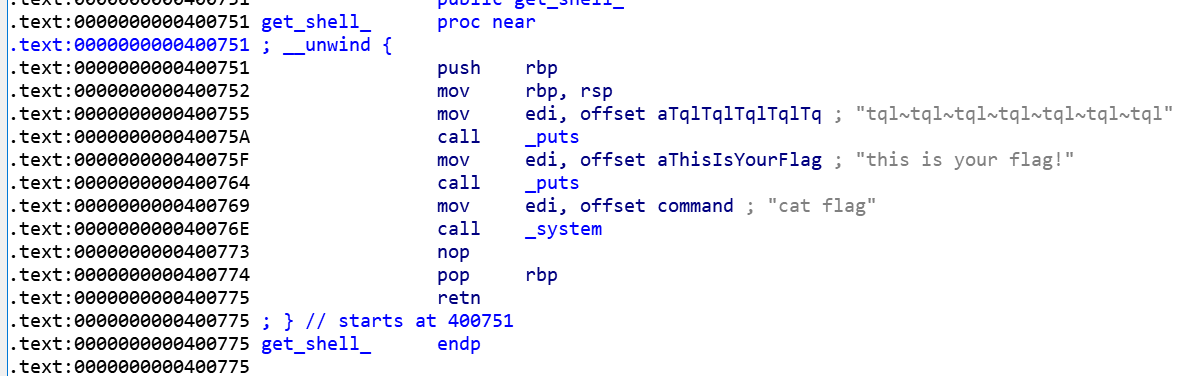 .text:0000000000400751 public get_shell_
.text:0000000000400751 get_shell_ proc near
.text:0000000000400751 ; __unwind {
.text:0000000000400751 push rbp
.text:0000000000400752 mov rbp, rsp
.text:0000000000400755 mov edi, offset aTqlTqlTqlTqlTq ; "tql~tql~tql~tql~tql~tql~tql"
.text:000000000040075A call _puts
.text:000000000040075F mov edi, offset aThisIsYourFlag ; "this is your flag!"
.text:0000000000400764 call _puts
.text:0000000000400769 mov edi, offset command ; "cat flag"
.text:000000000040076E call _system
.text:0000000000400773 nop
.text:0000000000400774 pop rbp
.text:0000000000400775 retn
.text:0000000000400775 ; } // starts at 400751
.text:0000000000400775 get_shell_ endp
.text:0000000000400775